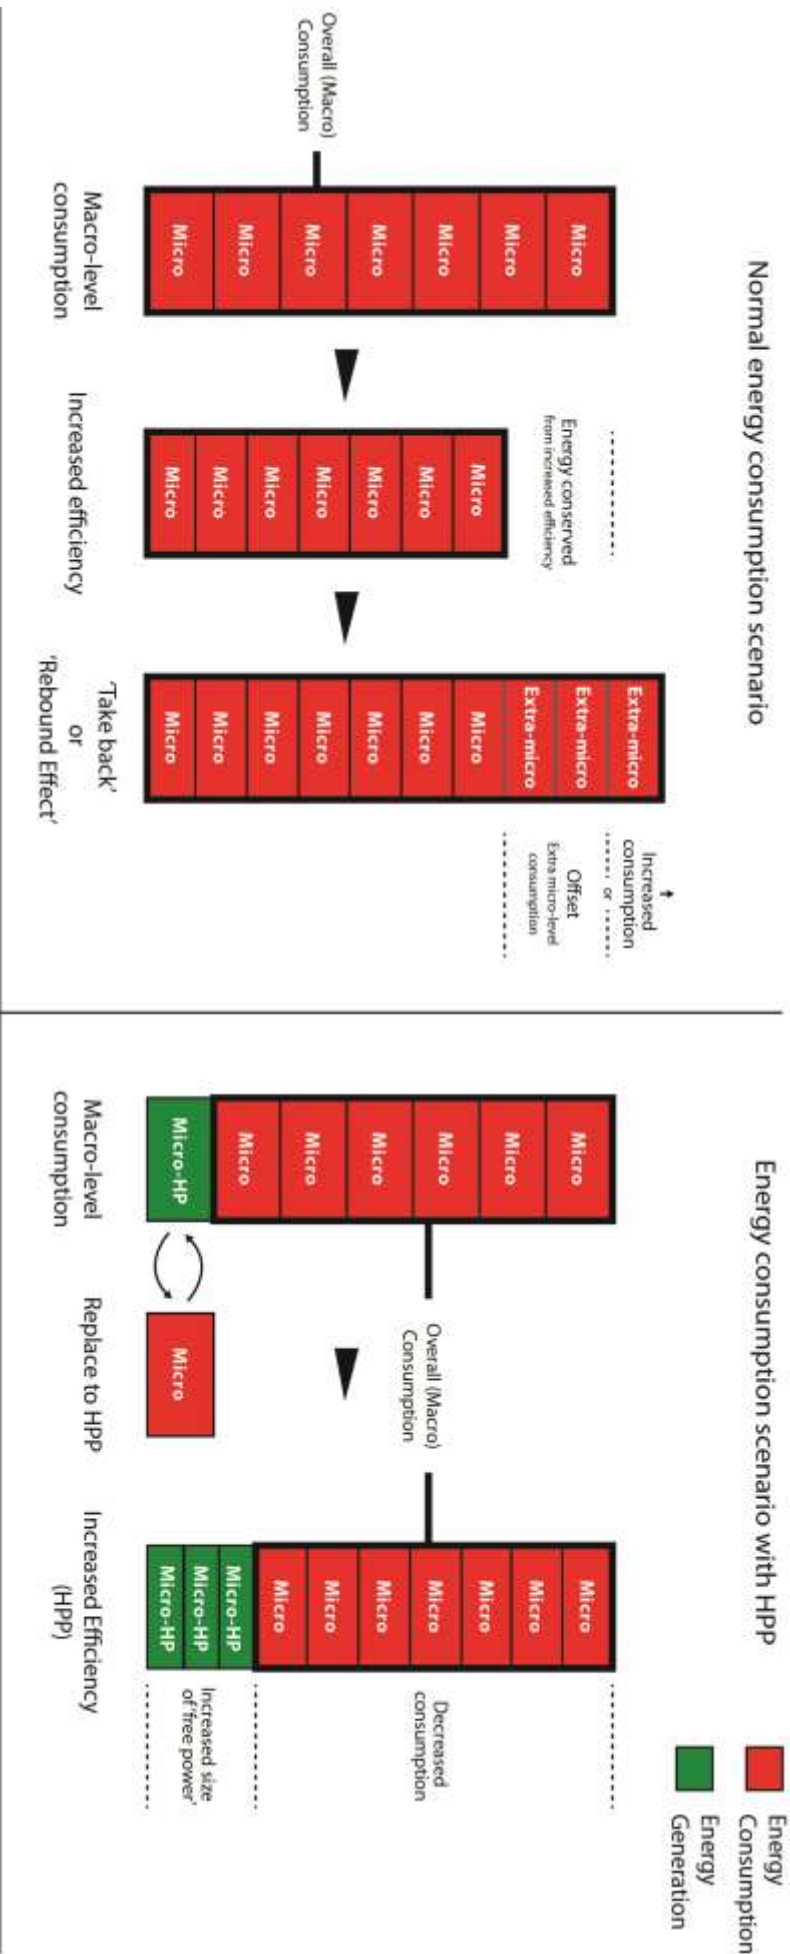 Normal energy consumption scenario
Overall (Macro)
Consumption
Micro
Micro
Micro
Micro
Micro
Micro
Micro
Macro-level
consumption
Energy conserved
from increased efficiency
Micro
Micro
Micro
Micro
Micro
Micro
Micro
Increased efficiency
Extra-micro
Extra-micro
Extra-micro
Micro
Micro
Micro
Micro
Micro
Micro
Micro
'Take back'
or
'Rebound Effect'
Increased
consumption
or
Offset
Extra micro-level
consumption
Energy consumption scenario with HPP
Energy
Consumption
Energy
Generation
Micro
Micro
Micro
Micro
Micro
Micro
Micro-HP
Macro-level
consumption
Overall (Macro)
Consumption
Micro
Replace to HPP
Micro
Micro
Micro
Micro
Micro
Micro
Micro
Micro-HP
Micro-HP
Micro-HP
Increased Efficiency
(HPP)
Decreased
consumption
Increased size
of 'free power'